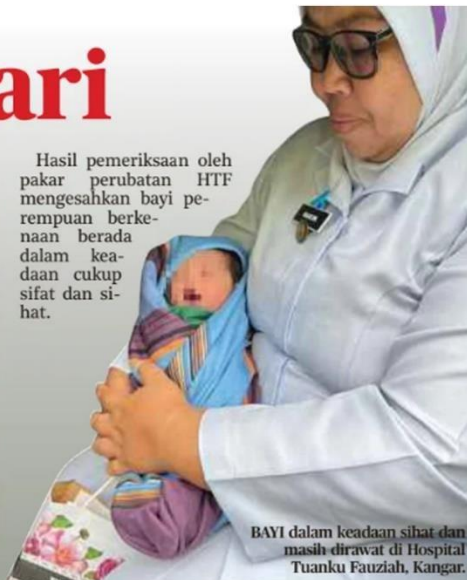 ari
Hasil pemeriksaan oleh
pakar perubatan HTF
mengesahkan bayi pe-
rempuan berke-
naan berada
dalam kea-
daan cukup
sifat dan si-
hat.
BAYI dalam keadaan sihat dan
masih dirawat di Hospital
Tuanku Fauziah, Kangar.